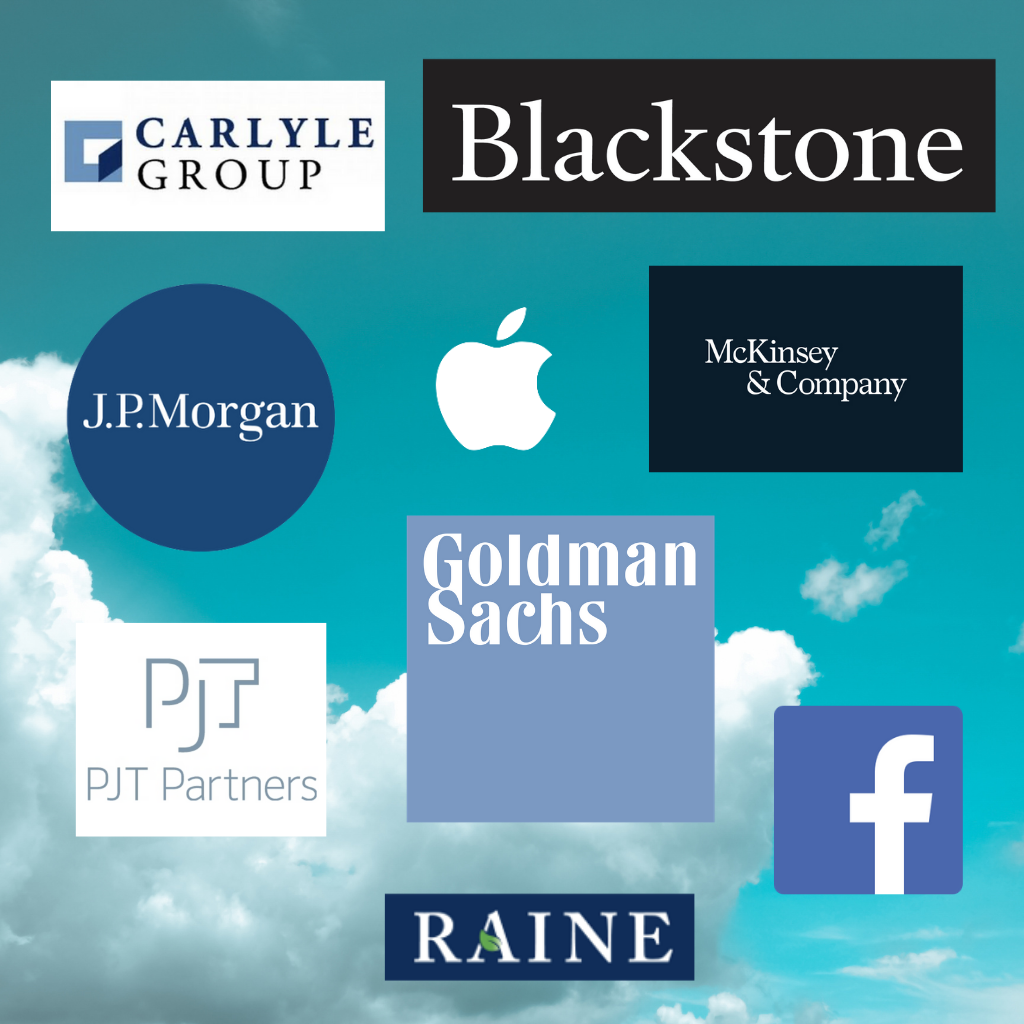 CARLYLE
GROUP
Blackstone
J.P.Morgan
McKinsey
& Company
Goldman
Sachs
PJT
PJT Partners
f
RAINE